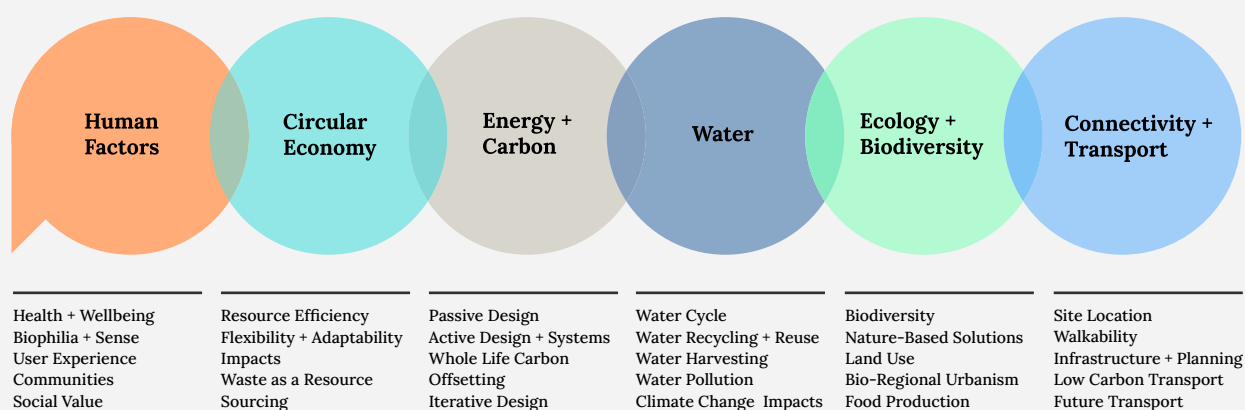 Human
Factors
Circular
Economy
Energy +
Carbon
Water
Ecology +
Biodiversity
Connectivity +
Transport
Health + Wellbeing
Biophilia + Sense
User Experience
Communities
Social Value
Resource Efficiency
Flexibility + Adaptability
Impacts
Waste as a Resource
Sourcing
Passive Design
Active Design + Systems
Whole Life Carbon
Offsetting
Iterative Design
Water Cycle
Water Recycling + Reuse
Water Harvesting
Water Pollution
Climate Change  Impacts
Biodiversity
Nature-Based Solutions
Land Use
Bio-Regional Urbanism
Food Production
Site Location
Walkability
Infrastructure + Planning
Low Carbon Transport
Future Transport